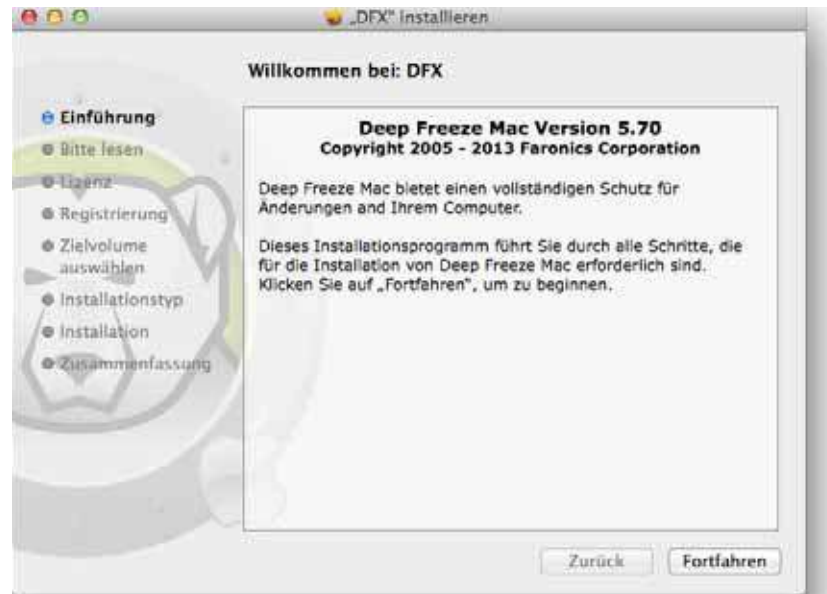 „DFX" installieren
Willkommen bei: DFX
Einführung
Bitte lesen
Lizenz
Registrierung
Zielvolume
auswählen
Installationstyp
Installation
Zusammenfassung
Deep Freeze Mac Version 5.70
Copyright 2005 - 2013 Faronics Corporation
Deep Freeze Mac bietet einen vollständigen Schutz für
Änderungen and Ihrem Computer.
Dieses Installationsprogramm führt Sie durch alle Schritte, die
für die Installation von Deep Freeze Mac erforderlich sind.
Klicken Sie auf „Fortfahren", um zu beginnen.
Zurück
Fortfahren